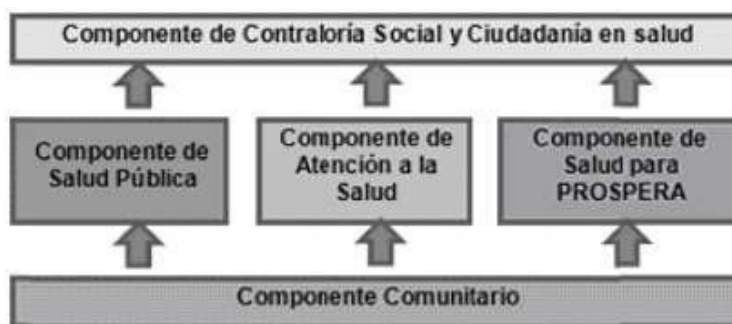 Componente de Contraloría Social y Ciudadanía en salud
Componente de
Salud Pública
Componente de
Atención a la
Salud
Componente de
Salud para
PROSPERA
Componente Comunitario